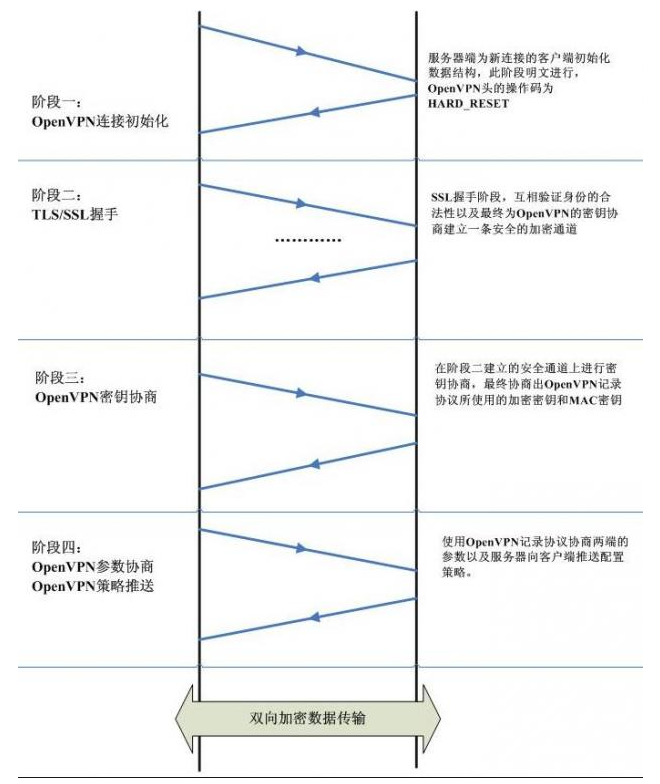 服务器端为新连接的客户端初始化
数据结构，此阶段明文进行，
OpenVPN头的操作码为
HARD_RESET
阶段一：
OpenVPN连接初始化
阶段二：
TLS/SSL握手
SSL握手阶段，互相验证身份的合
法性以及最终为OpenVPN的密钥协
商建立一条安全的加密通道
............
阶段三：
OpenVPN密钥协商
在阶段二建立的安全通道上进行密
钥协商，最终协商出OpenVPN记录
协议所使用的加密密钥和MAC密钥
阶段四：
OpenVPN参数协商
OpenVPN策略推送
使用OpenVPN记录协议协商两端的
参数以及服务器向客户端推送配置
策略。
双向加密数据传输